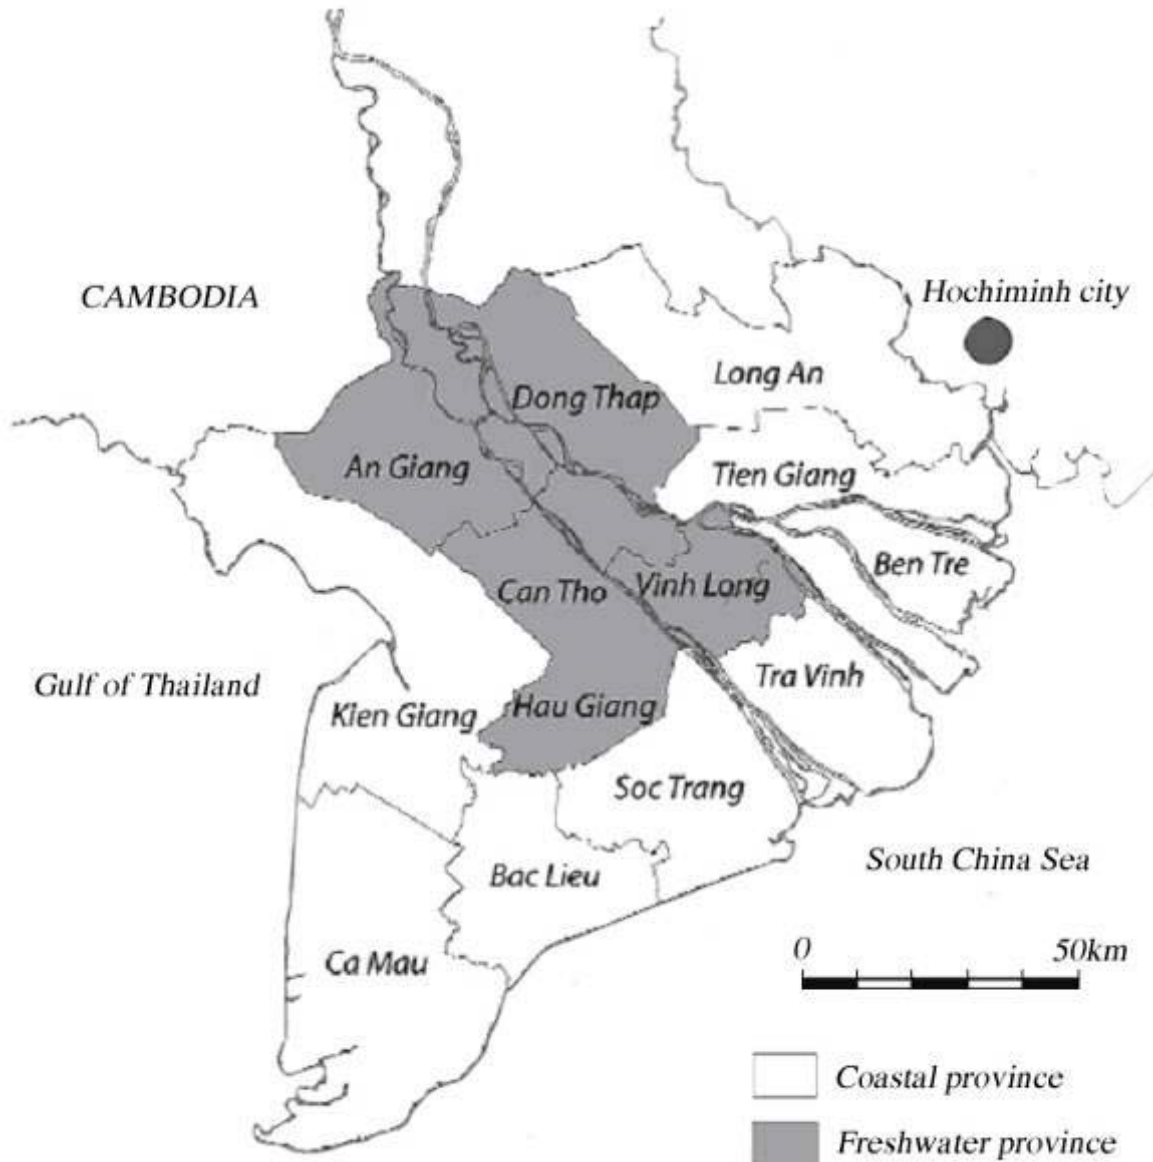 CAMBODIA
Hochiminh city
Long An
Dong Thap
An Giang
Tien Giang
Ben Tre
Can Tho
Vinh Long
Tra Vinh
Gulf of Thailand
Kien Giang
Hau Giang
Soc Trang
Bac Lieu
South China Sea
Ca Mau
0 50km
Coastal province
Freshwater province